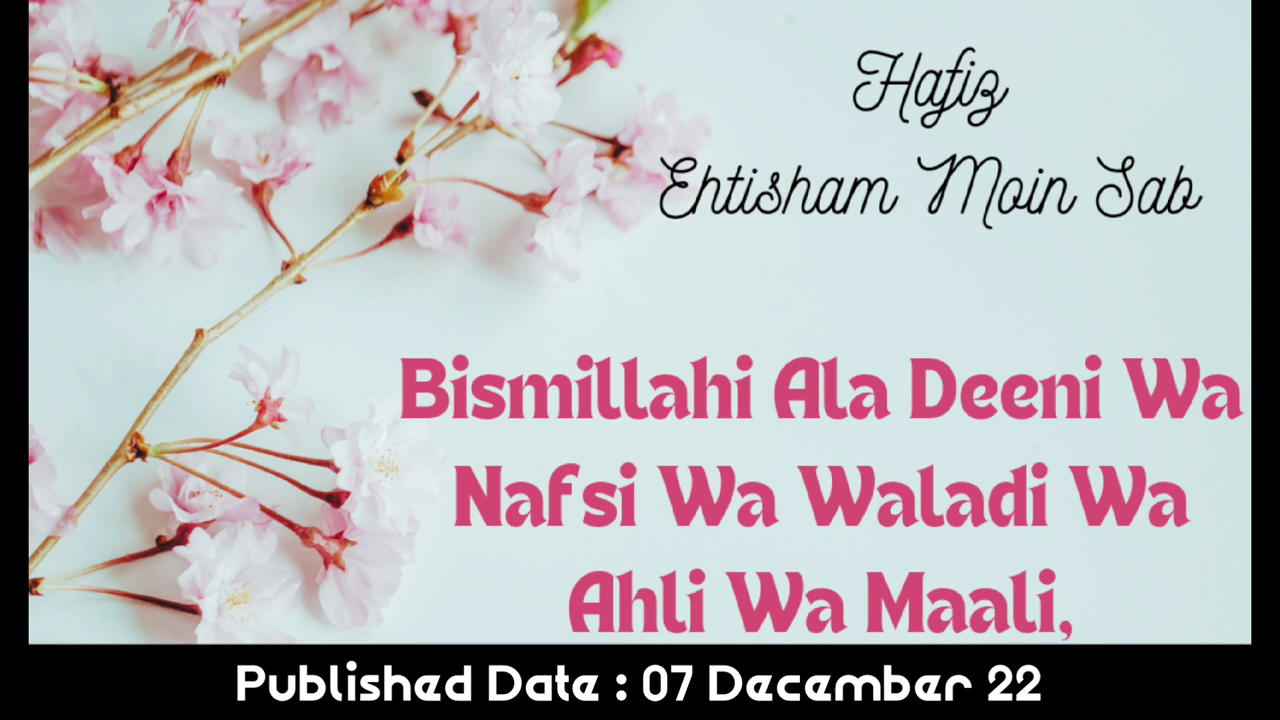 Hafiz
Ehtisham Moin Sab
Bismillahi Ala Deeni Wa
Nafsi Wa Waladi Wa
Ahli Wa Maali,
Published Date : 07 December 22